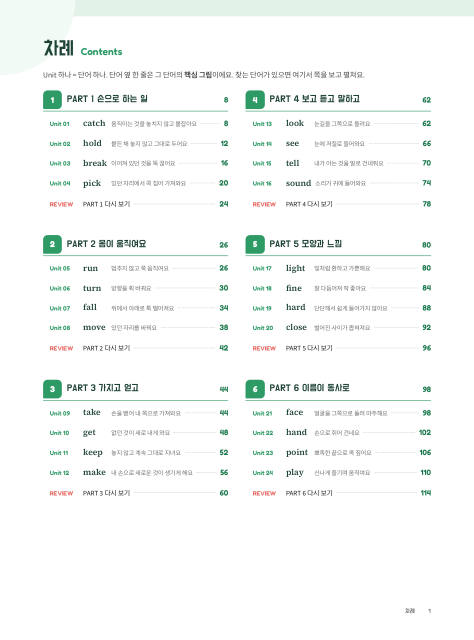 차례 Contents
Unit 하나 = 단어 하나. 단어 옆 한 줄은 그 단어의 핵심 그림이에요. 찾는 단어가 있으면 여기서 쪽을 보고 펼쳐요.
1 PART 1 손으로 하는 일 8
Unit 01 catch 움직이는 것을 놓치지 않고 붙잡아요 8
Unit 02 hold 붙든 채 놓지 않고 그대로 두어요 12
Unit 03 break 이어져 있던 것을 뚝 끊어요 16
Unit 04 pick 있던 자리에서 콕 집어 가져와요 20
REVIEW PART 1 다시 보기 24
2 PART 2 몸이 움직여요 26
Unit 05 run 멈추지 않고 쭉 움직여요 26
Unit 06 turn 방향을 휙 바꿔요 30
Unit 07 fall 위에서 아래로 툭 떨어져요 34
Unit 08 move 있던 자리를 바꿔요 38
REVIEW PART 2 다시 보기 42
3 PART 3 가지고 얻고 44
Unit 09 take 손을 뻗어 내 쪽으로 가져와요 44
Unit 10 get 없던 것이 새로 내게 와요 48
Unit 11 keep 놓지 않고 계속 그대로 지녀요 52
Unit 12 make 내 손으로 새로운 것이 생기게 해요 56
REVIEW PART 3 다시 보기 60
4 PART 4 보고 듣고 말하고 62
Unit 13 look 눈길을 그쪽으로 돌려요 62
Unit 14 see 눈에 저절로 들어와요 66
Unit 15 tell 내가 아는 것을 말로 건네줘요 70
Unit 16 sound 소리가 귀에 들어와요 74
REVIEW PART 4 다시 보기 78
5 PART 5 모양과 느낌 80
Unit 17 light 빛처럼 환하고 가뿐해요 80
Unit 18 fine 잘 다듬어져 딱 좋아요 84
Unit 19 hard 단단해서 쉽게 들어가지 않아요 88
Unit 20 close 벌어진 사이가 좁혀져요 92
REVIEW PART 5 다시 보기 96
6 PART 6 이름이 동사로 98
Unit 21 face 얼굴을 그쪽으로 돌려 마주해요 98
Unit 22 hand 손으로 쥐어 건네요 102
Unit 23 point 뾰족한 끝으로 콕 짚어요 106
Unit 24 play 신나게 즐기며 움직여요 110
REVIEW PART 6 다시 보기 114
차례 1